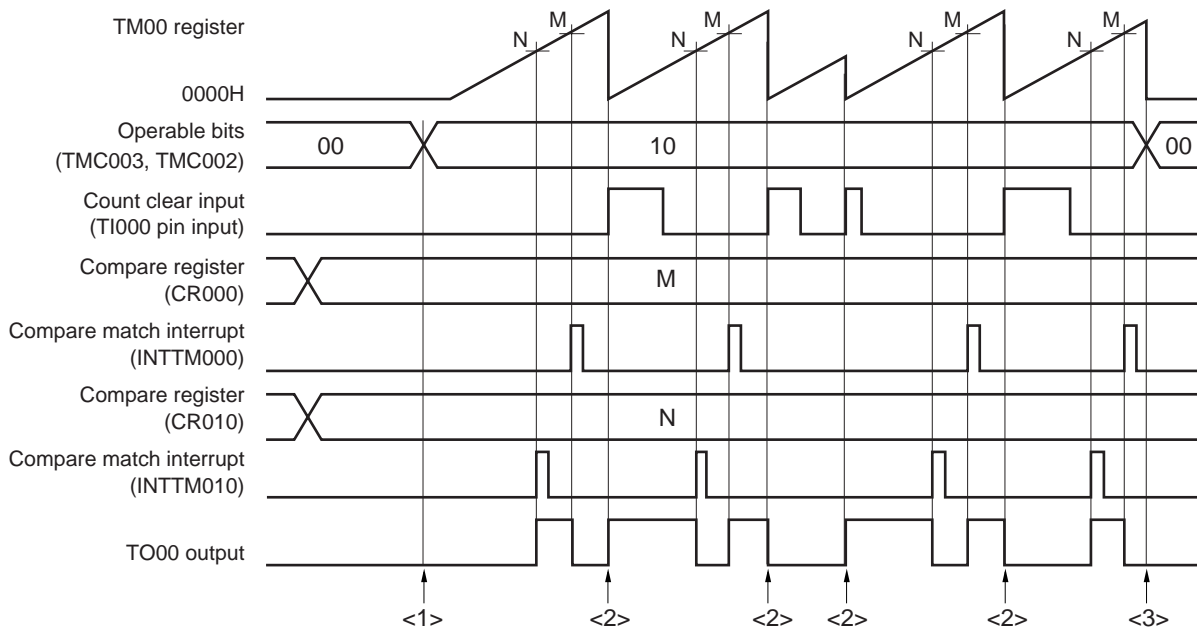 TM00 register
M
N
M
N
M
N
M
N
0000H
Operable bits
(TMC003, TMC002)
00
10
00
Count clear input
(TI000 pin input)
Compare register
(CR000)
M
Compare match interrupt
(INTTM000)
Compare register
(CR010)
N
Compare match interrupt
(INTTM010)
TO00 output
<1>
<2>
<2>
<2>
<2>
<3>